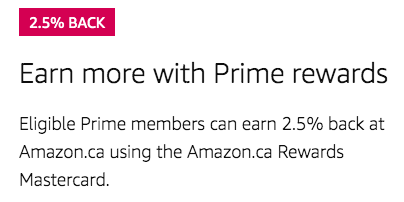 2.5% BACK
Earn more with Prime rewards
Eligible Prime members can earn 2.5% back at
Amazon.ca using the Amazon.ca Rewards
Mastercard.